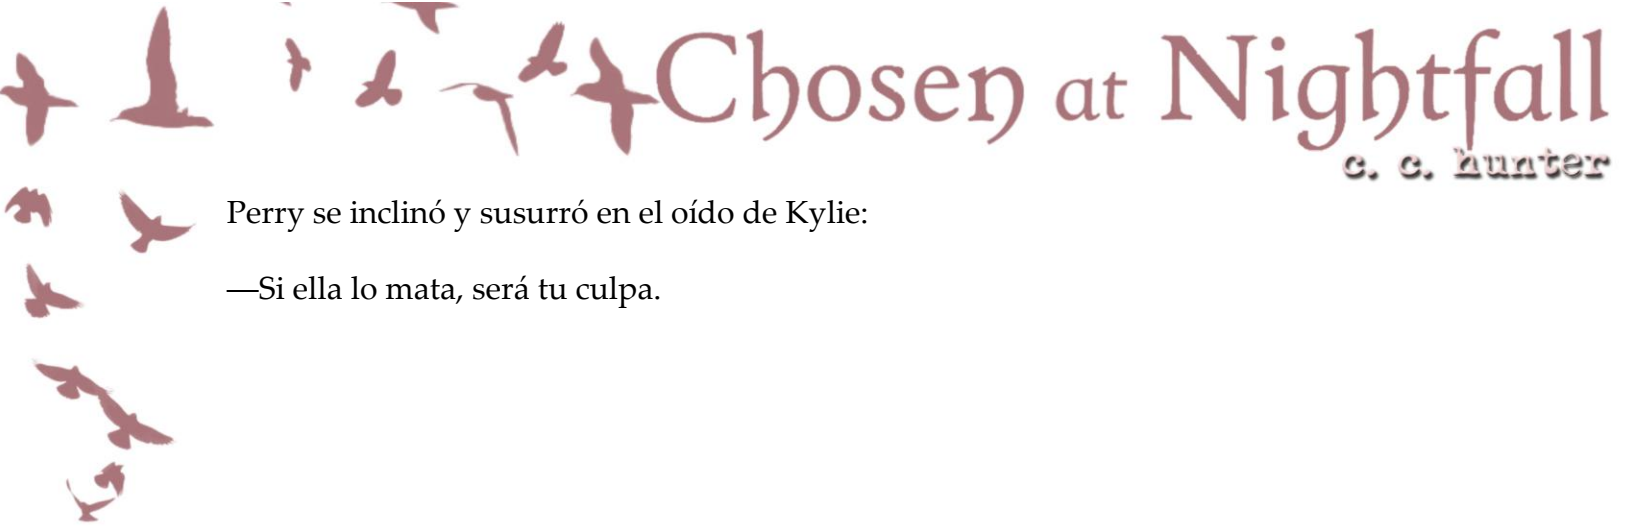 Chosen at Nightfall
c. c. hunter
Perry se inclinó y susurró en el oído de Kylie:
—Si ella lo mata, será tu culpa.